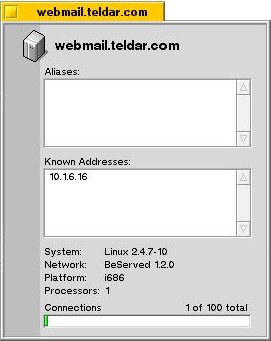 webmail.teldar.com
webmail.teldar.com
Aliases:
Known Addresses:
10.1.6.16
System: Linux 2.4.7-10
Network: BeServed 1.2.0
Platform: i686
Processors: 1
Connections 1 of 100 total